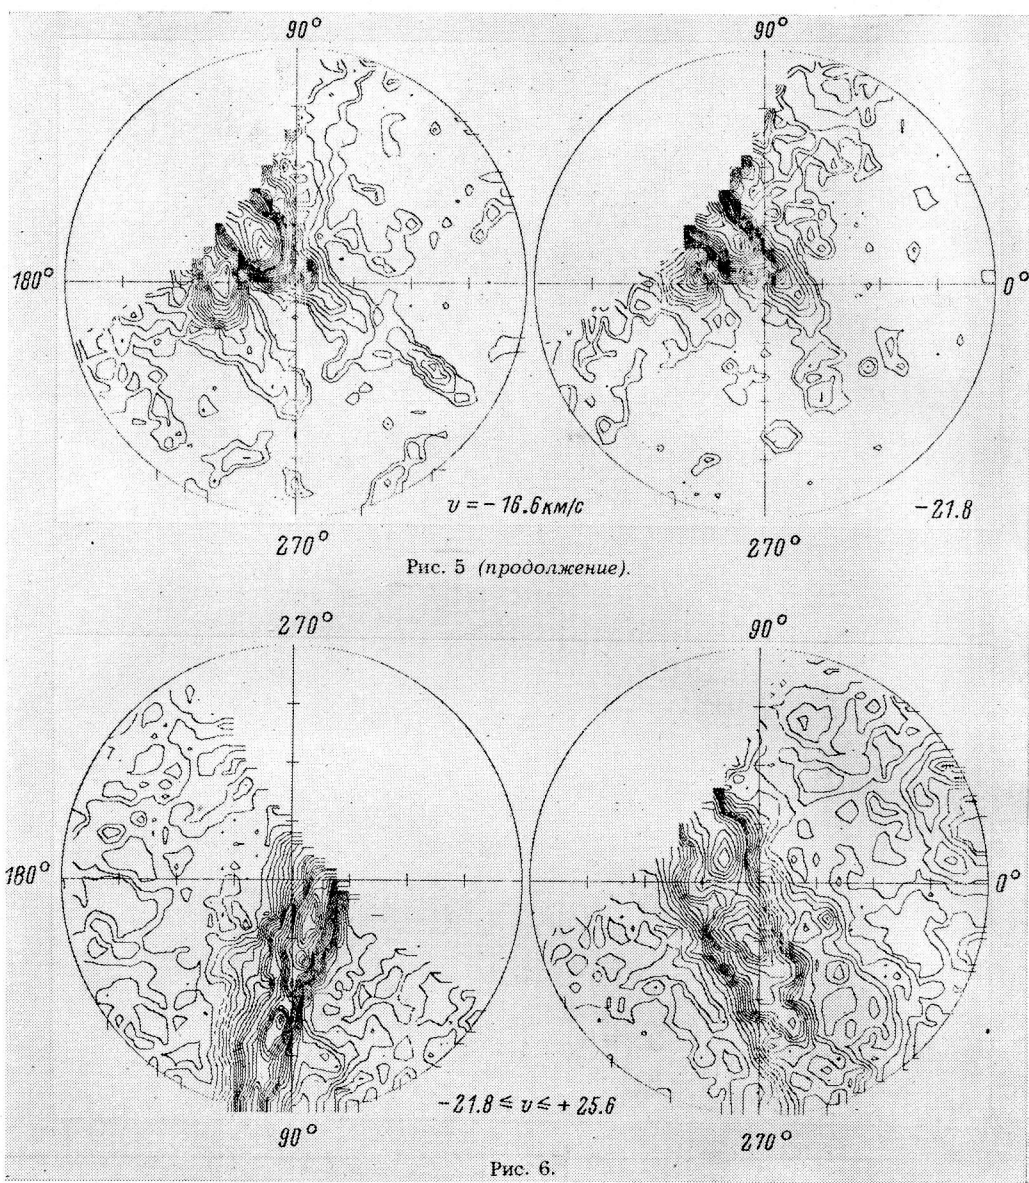 90° 90°
180° 0°
υ = - 16.6 км/с -21.8
270° 270°
Рис. 5 (продолжение).
270° 90°
180° 0°
-21.8 ≤ υ ≤ + 25.6
90° 270°
Рис. 6.